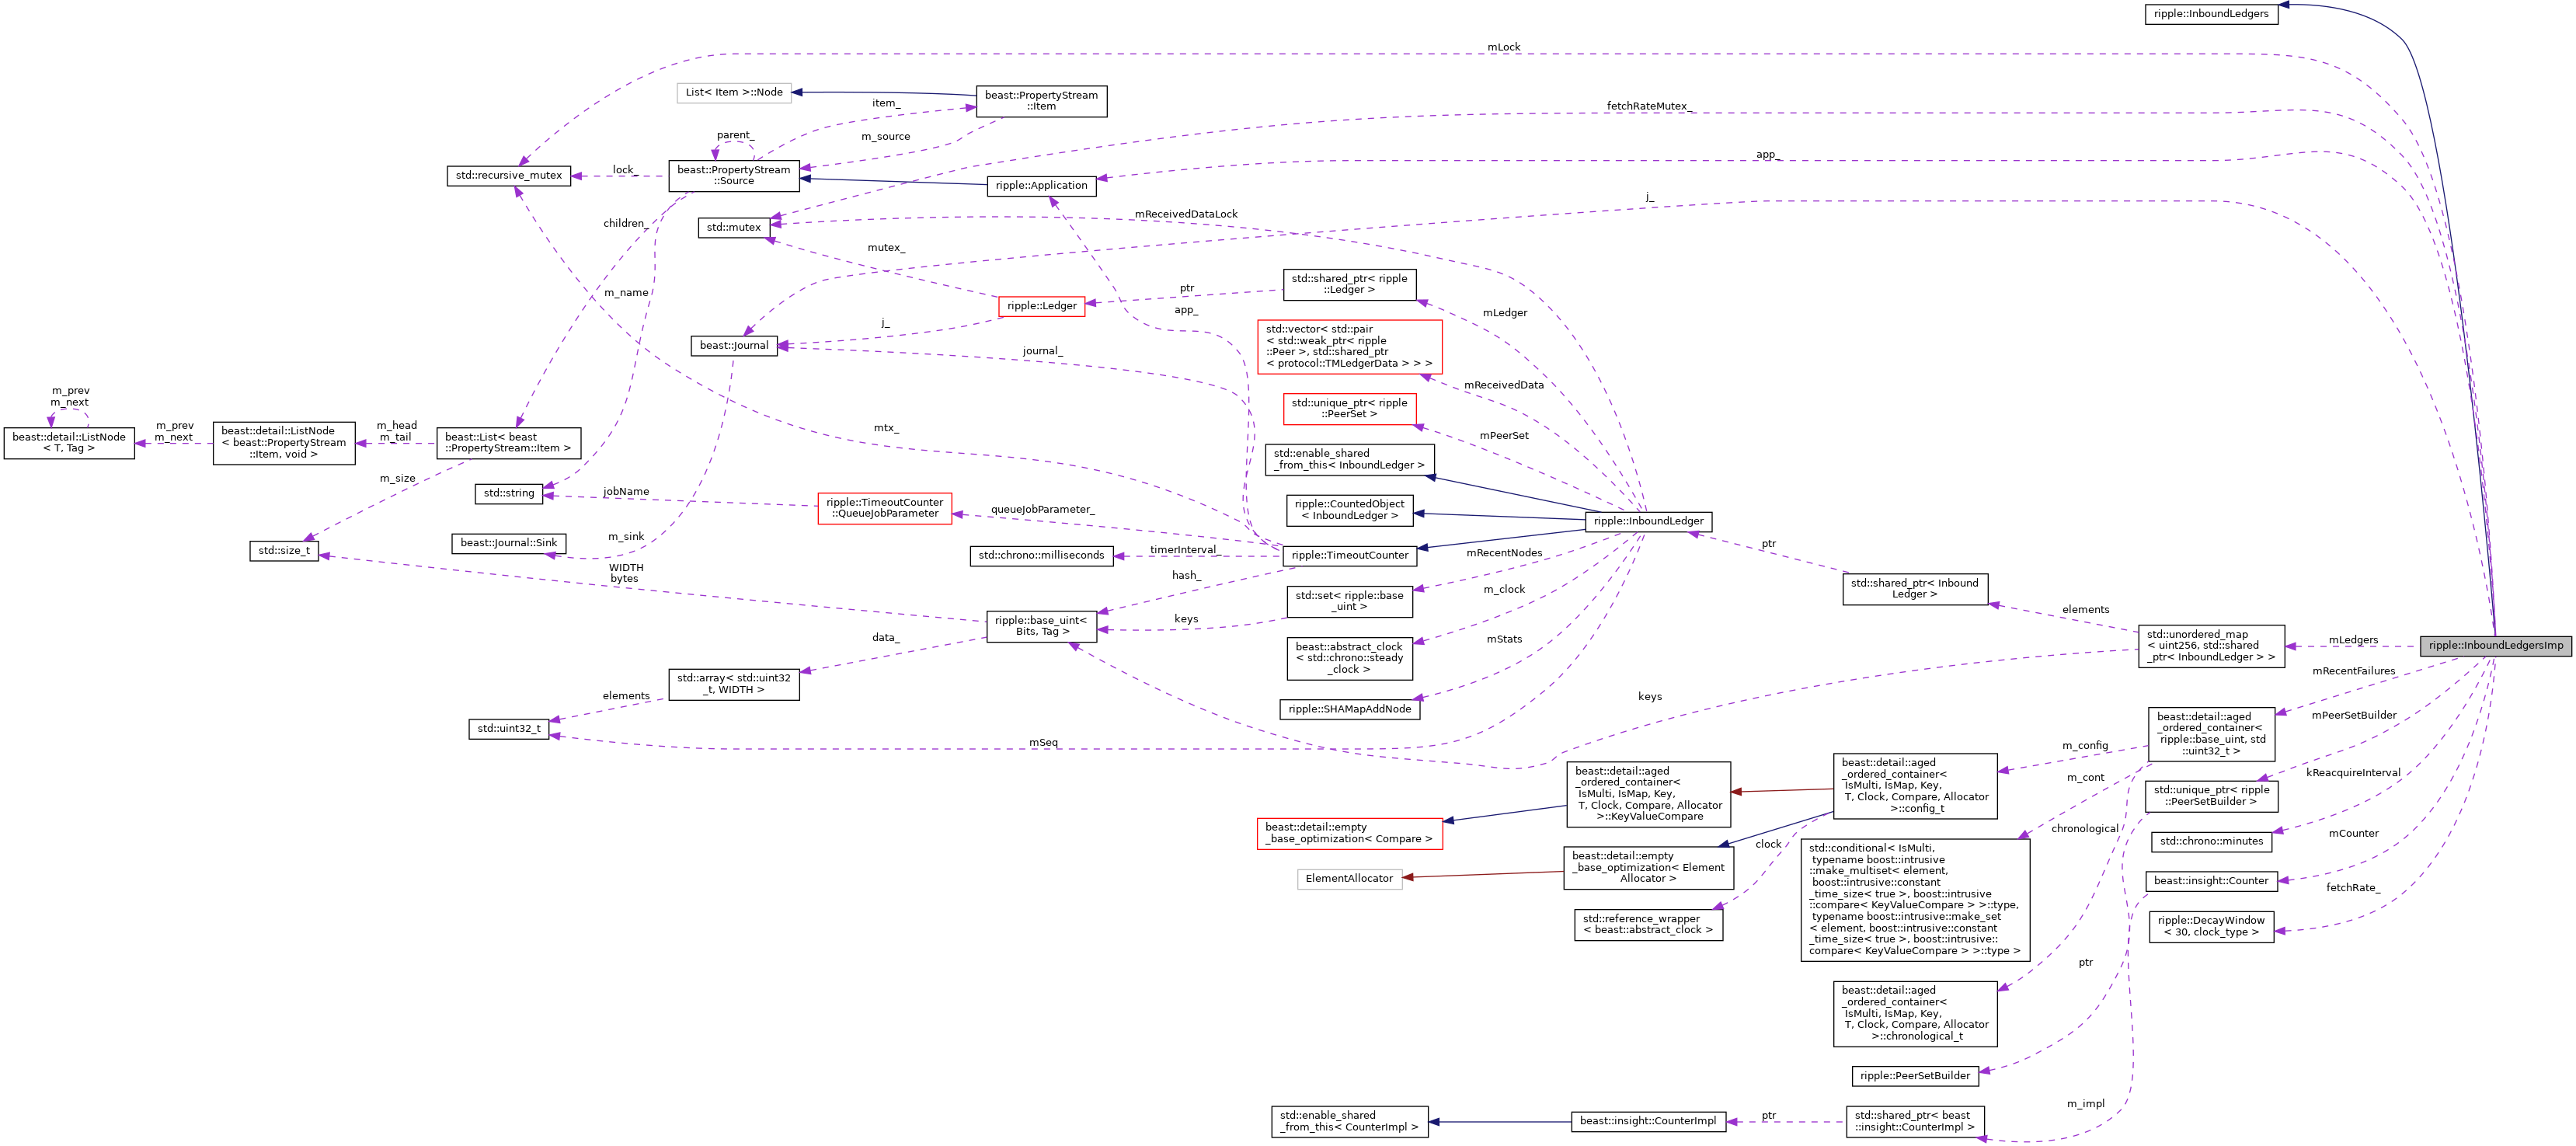 ripple::InboundLedgers
mLock
List< Item >::Node
beast::PropertyStream
::Item
item_
fetchRateMutex_
parent_
m_source
app_
std::recursive_mutex
lock_
beast::PropertyStream
::Source
ripple::Application
j_
children_
std::mutex
mReceivedDataLock
mutex_
std::shared_ptr< ripple
::Ledger >
ptr
m_name
ripple::Ledger
app_
mLedger
j_
std::vector< std::pair
< std::weak_ptr< ripple
::Peer >, std::shared_ptr
< protocol::TMLedgerData > > >
beast::Journal
journal_
mReceivedData
m_prev
m_next
std::unique_ptr< ripple
::PeerSet >
beast::detail::ListNode
< T, Tag >
m_prev
m_next
beast::detail::ListNode
< beast::PropertyStream
::Item, void >
m_head
m_tail
beast::List< beast
::PropertyStream::Item >
mtx_
mPeerSet
std::enable_shared
_from_this< InboundLedger >
m_size
std::string
jobName
ripple::TimeoutCounter
::QueueJobParameter
queueJobParameter_
ripple::CountedObject
< InboundLedger >
ripple::InboundLedger
std::size_t
beast::Journal::Sink
m_sink
std::chrono::milliseconds
timerInterval_
ripple::TimeoutCounter
mRecentNodes
ptr
WIDTH
bytes
hash_
std::set< ripple::base
_uint >
m_clock
std::shared_ptr< Inbound
Ledger >
elements
ripple::base_uint<
Bits, Tag >
keys
data_
beast::abstract_clock
< std::chrono::steady
_clock >
mStats
std::unordered_map
< uint256, std::shared
_ptr< InboundLedger > >
mLedgers
ripple::InboundLedgersImp
std::array< std::uint32
_t, WIDTH >
elements
keys
mRecentFailures
ripple::SHAMapAddNode
std::uint32_t
mSeq
beast::detail::aged
_ordered_container<
ripple::base_uint, std
::uint32_t >
mPeerSetBuilder
m_config
beast::detail::aged
_ordered_container<
IsMulti, IsMap, Key,
T, Clock, Compare, Allocator
>::KeyValueCompare
beast::detail::aged
_ordered_container<
IsMulti, IsMap, Key,
T, Clock, Compare, Allocator
>::config_t
m_cont
kReacquireInterval
std::unique_ptr< ripple
::PeerSetBuilder >
beast::detail::empty
_base_optimization< Compare >
chronological
mCounter
std::chrono::minutes
clock
ElementAllocator
beast::detail::empty
_base_optimization< Element
Allocator >
std::conditional< IsMulti,
typename boost::intrusive
::make_multiset< element,
boost::intrusive::constant
_time_size< true >, boost::intrusive
::compare< KeyValueCompare > >::type,
typename boost::intrusive::make_set
< element, boost::intrusive::constant
_time_size< true >, boost::intrusive::
compare< KeyValueCompare > >::type >
beast::insight::Counter
fetchRate_
std::reference_wrapper
< beast::abstract_clock >
ripple::DecayWindow
< 30, clock_type >
ptr
beast::detail::aged
_ordered_container<
IsMulti, IsMap, Key,
T, Clock, Compare, Allocator
>::chronological_t
ripple::PeerSetBuilder
m_impl
std::enable_shared
_from_this< CounterImpl >
beast::insight::CounterImpl
ptr
std::shared_ptr< beast
::insight::CounterImpl >